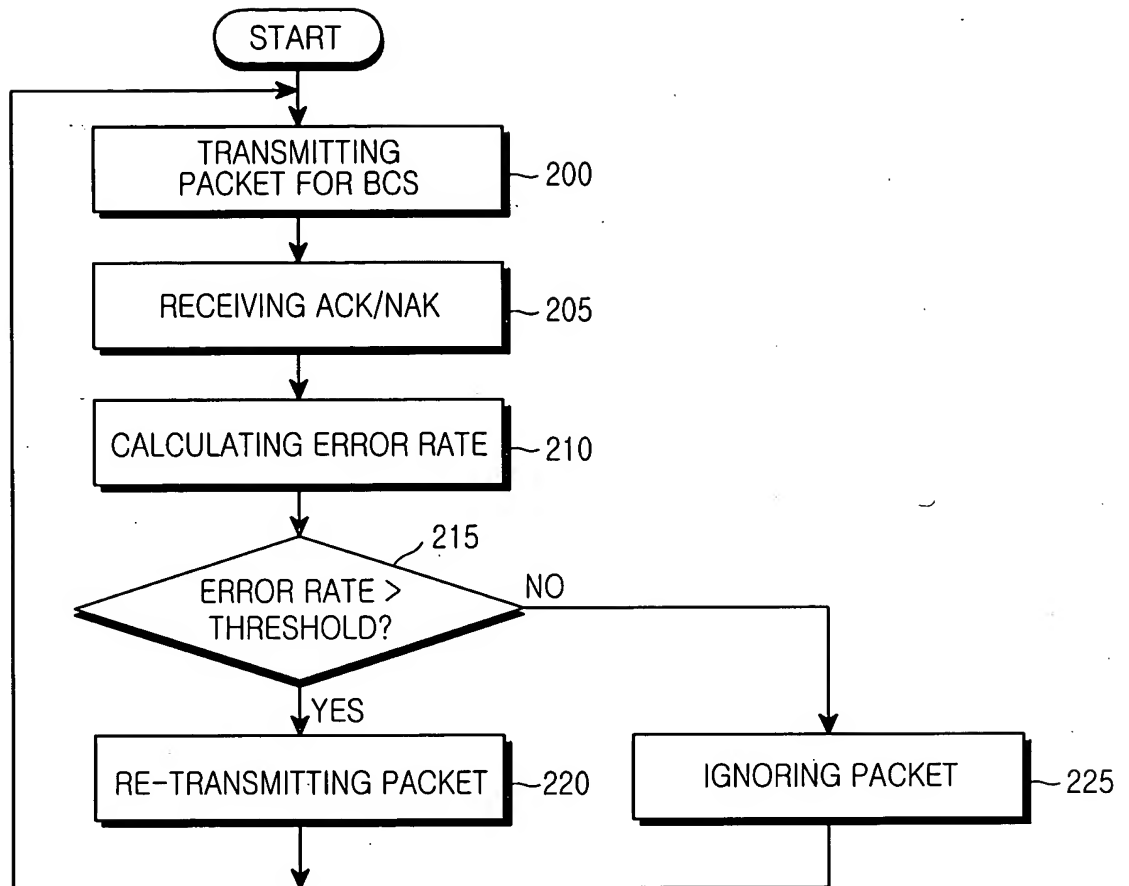 START
TRANSMITTING
PACKET FOR BCS
200
RECEIVING ACK/NAK
205
CALCULATING ERROR RATE
210
215
ERROR RATE >
THRESHOLD?
NO
YES
RE-TRANSMITTING PACKET
220
IGNORING PACKET
225